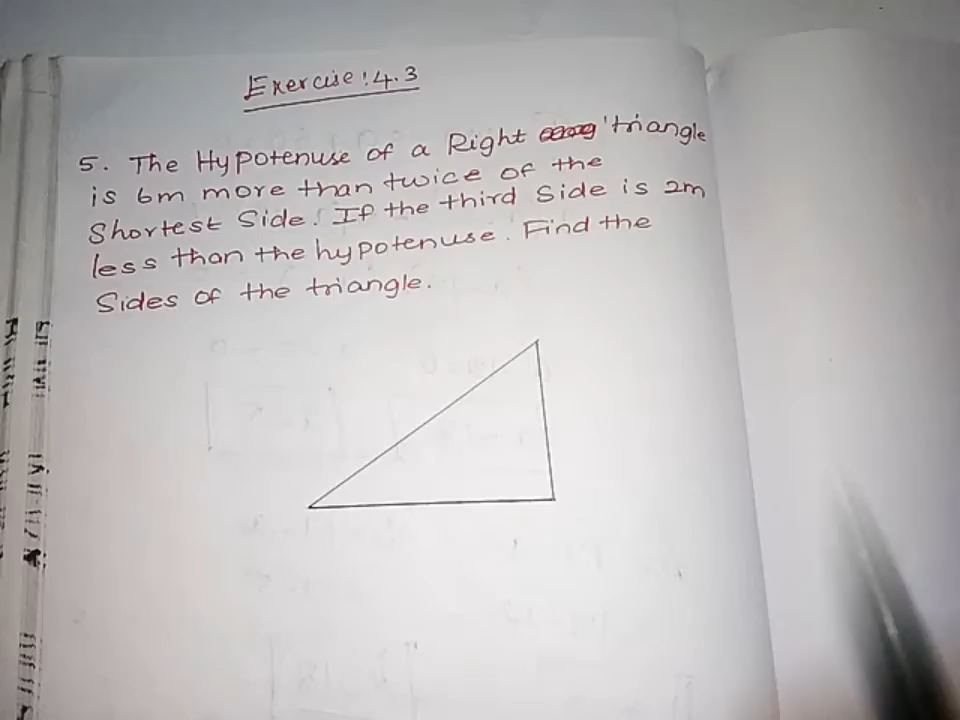 Exercise:4.3
5. The Hypotenuse of a Right triangle
is 6m more than twice of the
Shortest Side. If the third Side is 2m
less than the hypotenuse. Find the
Sides of the triangle.